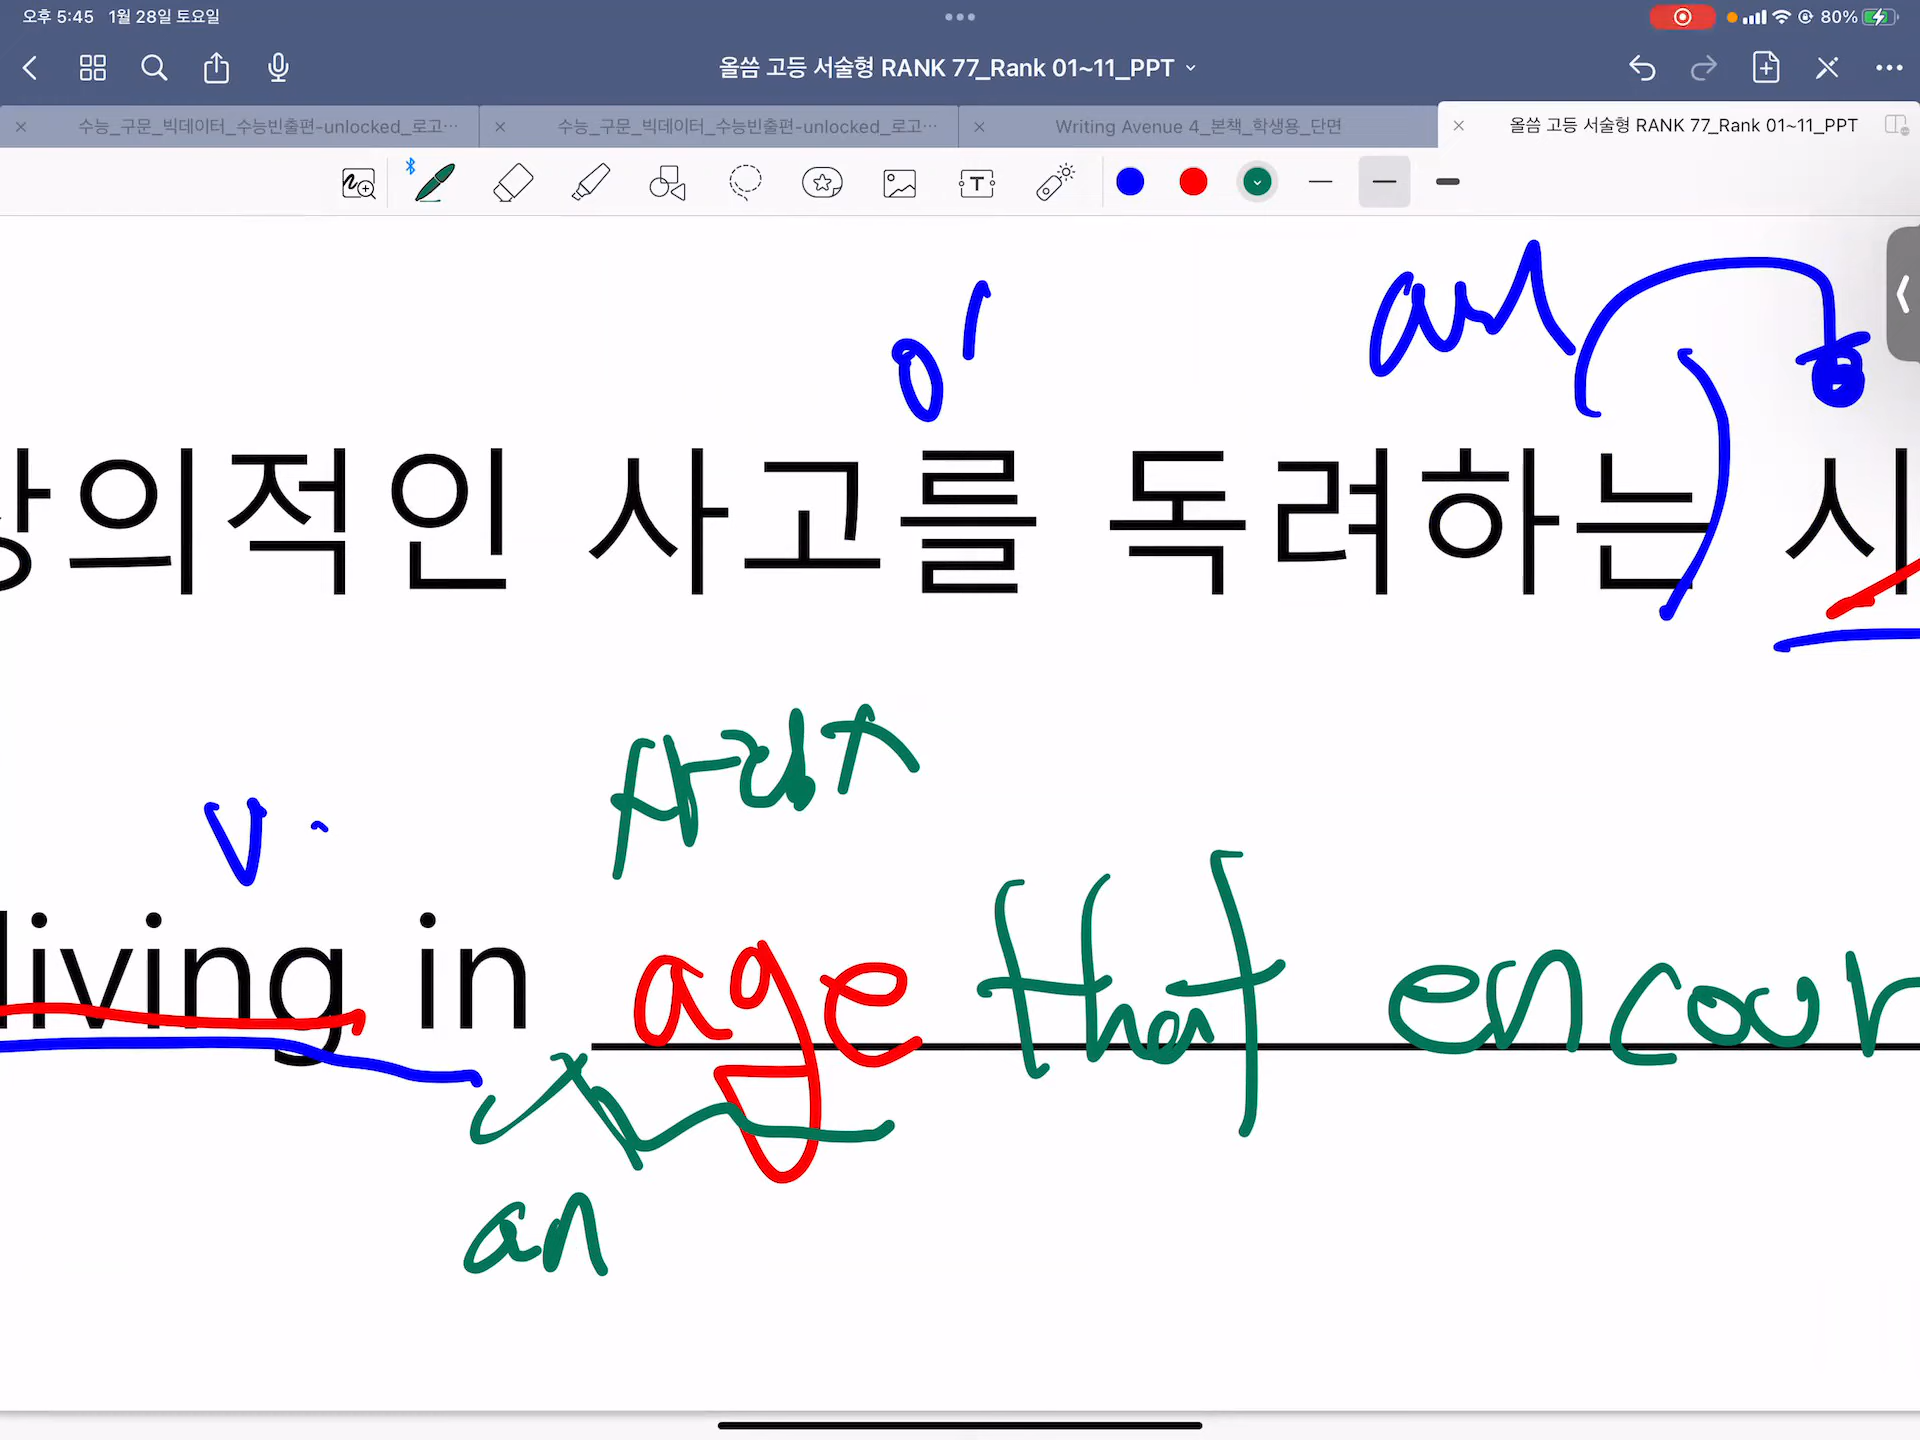 오후 5:45 1월 28일 토요일
80%
올씀 고등 서술형 RANK 77_Rank 01~11_PPT
수능_구문_빅데이터_수능빈출편-unlocked_로고…
수능_구문_빅데이터_수능빈출편-unlocked_로고…
Writing Avenue 4_본책_학생용_단면
올씀 고등 서술형 RANK 77_Rank 01~11_PPT
T
창의적인 사고를 독려하는 시
V
living in age that encour
an